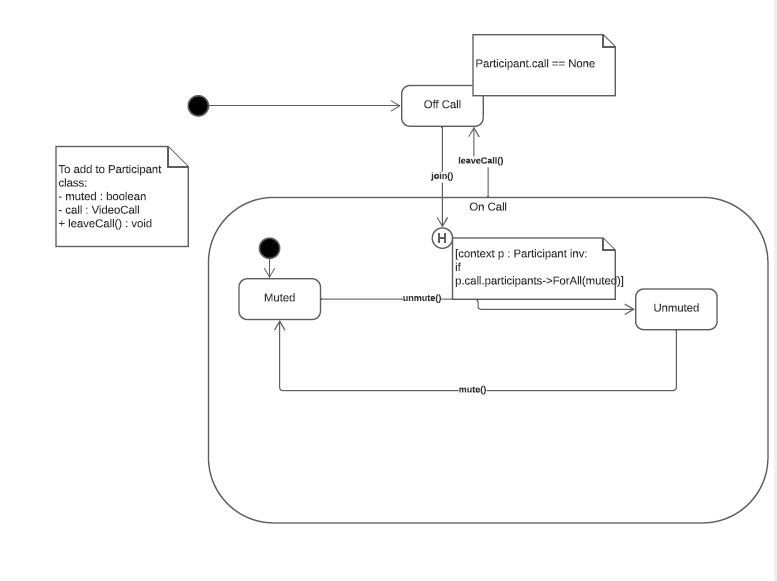 Participant.call == None
Off Call
To add to Participant
class:
- muted : boolean
- call : VideoCall
+ leaveCall() : void
leaveCall()
join()
On Call
H
[context p : Participant inv:
if
p.call.participants->ForAll(muted)]
Muted
unmute()
Unmuted
mute()